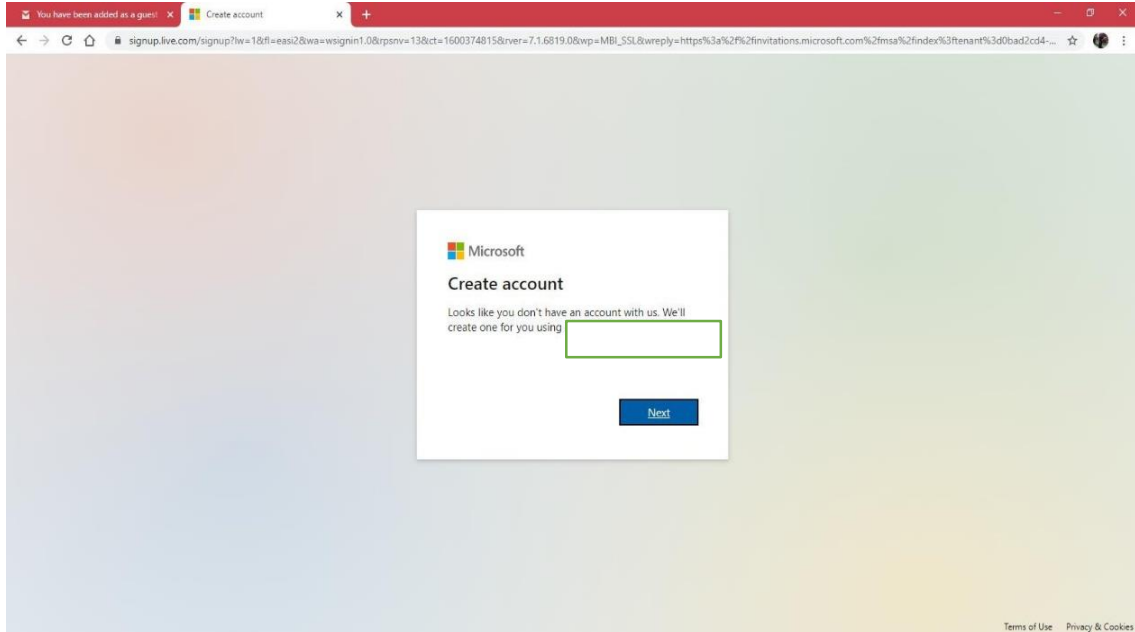 You have been added as a guest
Create account
signup.live.com/signup?lw=1&fl=easi2&wa=wsignin1.0&rpsnv=13&ct=1600374815&rver=7.1.6819.0&wp=MBI_SSL&wreply=https%3a%2f%2finvitations.microsoft.com%2fmsa%2findex%3ftenant%3d0bad2cd4-...
Microsoft
Create account
Looks like you don't have an account with us. We'll
create one for you using
Next
Terms of Use Privacy & Cookies